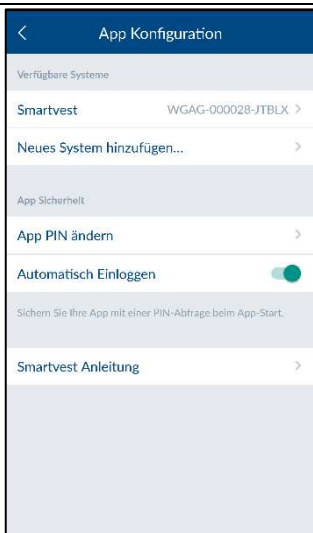 App Konfiguration
Verfügbare Systeme
Smartvest WGAG-000028-JTBLX
Neues System hinzufügen...
App Sicherheit
App PIN ändern
Automatisch Einloggen
Sichern Sie Ihre App mit einer PIN-Abfrage beim App-Start.
Smartvest Anleitung